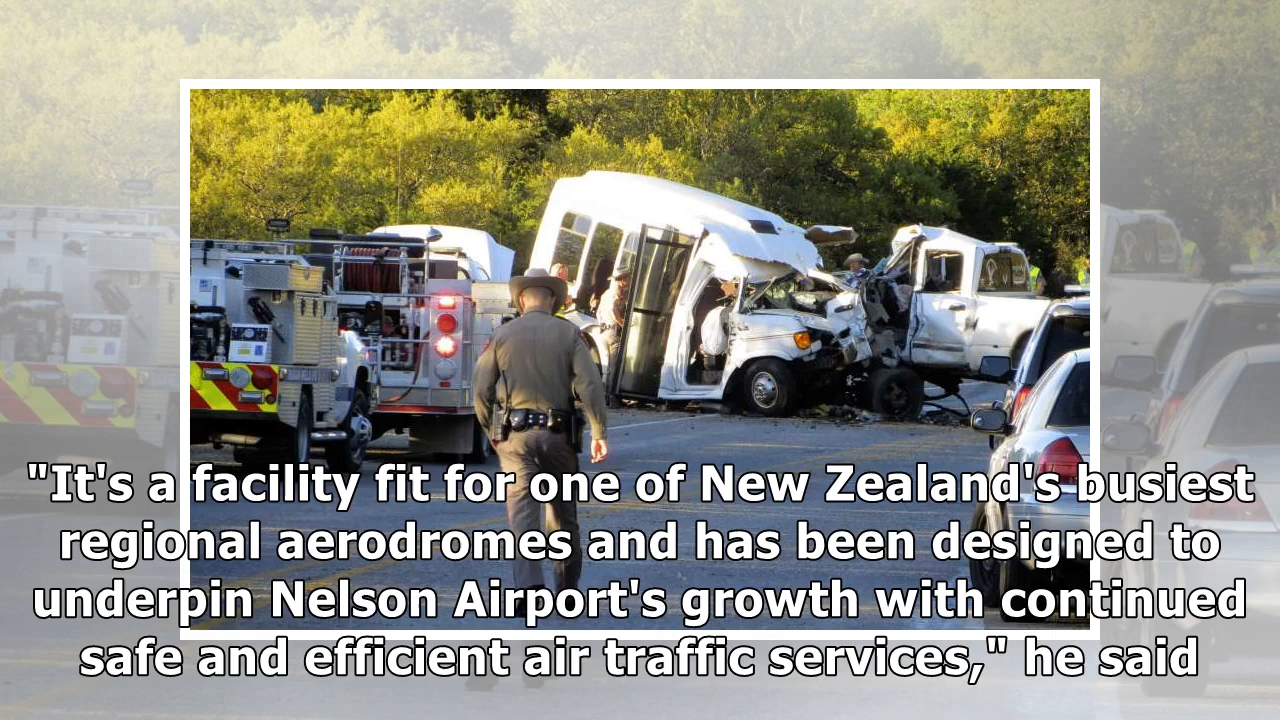 "It's a facility fit for one of New Zealand's busiest
regional aerodromes and has been designed to
underpin Nelson Airport's growth with continued
safe and efficient air traffic services," he said